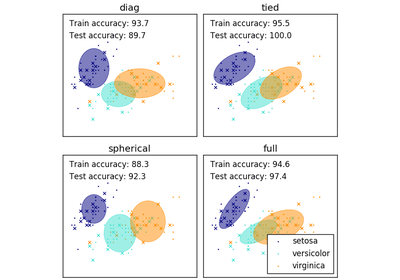 diag
Train accuracy: 93.7
Test accuracy: 89.7
tied
Train accuracy: 95.5
Test accuracy: 100.0
spherical
Train accuracy: 88.3
Test accuracy: 92.3
full
Train accuracy: 94.6
Test accuracy: 97.4
setosa
versicolor
virginica